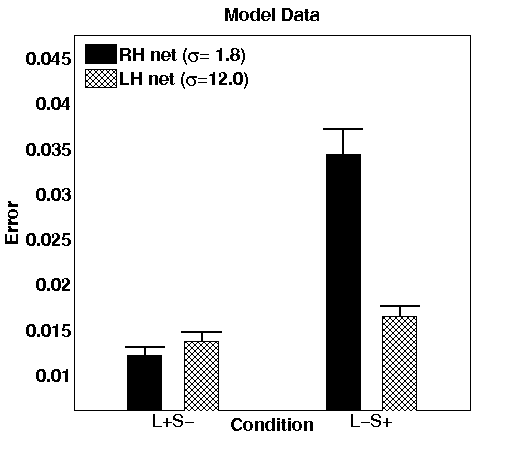 Model Data
RH net (σ= 1.8)
LH net (σ=12.0)
0.045
0.04
0.035
0.03
0.025
0.02
0.015
0.01
Error
L+S−
L−S+
Condition